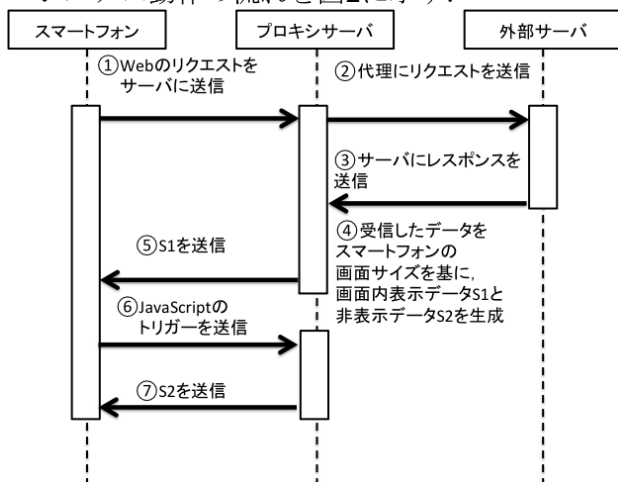 スマートフォン
プロキシサーバ
外部サーバ
①Webのリクエストを
サーバに送信
②代理にリクエストを送信
③サーバにレスポンスを
送信
④受信したデータを
スマートフォンの
画面サイズを基に,
画面内表示データS1と
非表示データS2を生成
⑤S1を送信
⑥JavaScriptの
トリガーを送信
⑦S2を送信